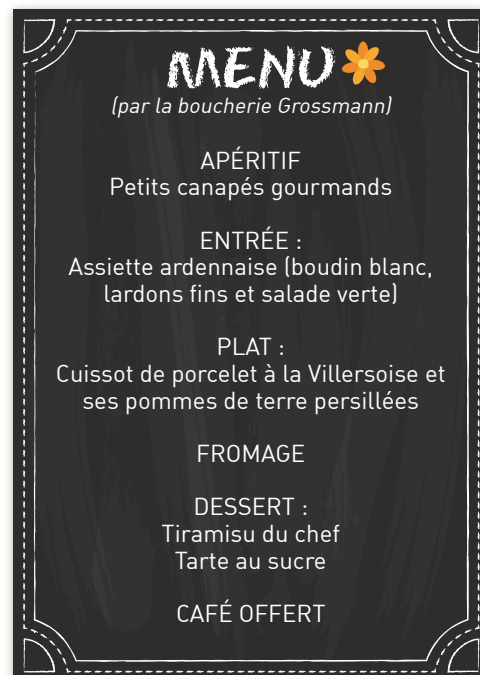 MENU
(par la boucherie Grossmann)
APÉRITIF
Petits canapés gourmands
ENTRÉE :
Assiette ardennaise (boudin blanc,
lardons fins et salade verte)
PLAT :
Cuissot de porcelet à la Villersoise et
ses pommes de terre persillées
FROMAGE
DESSERT :
Tiramisu du chef
Tarte au sucre
CAFÉ OFFERT